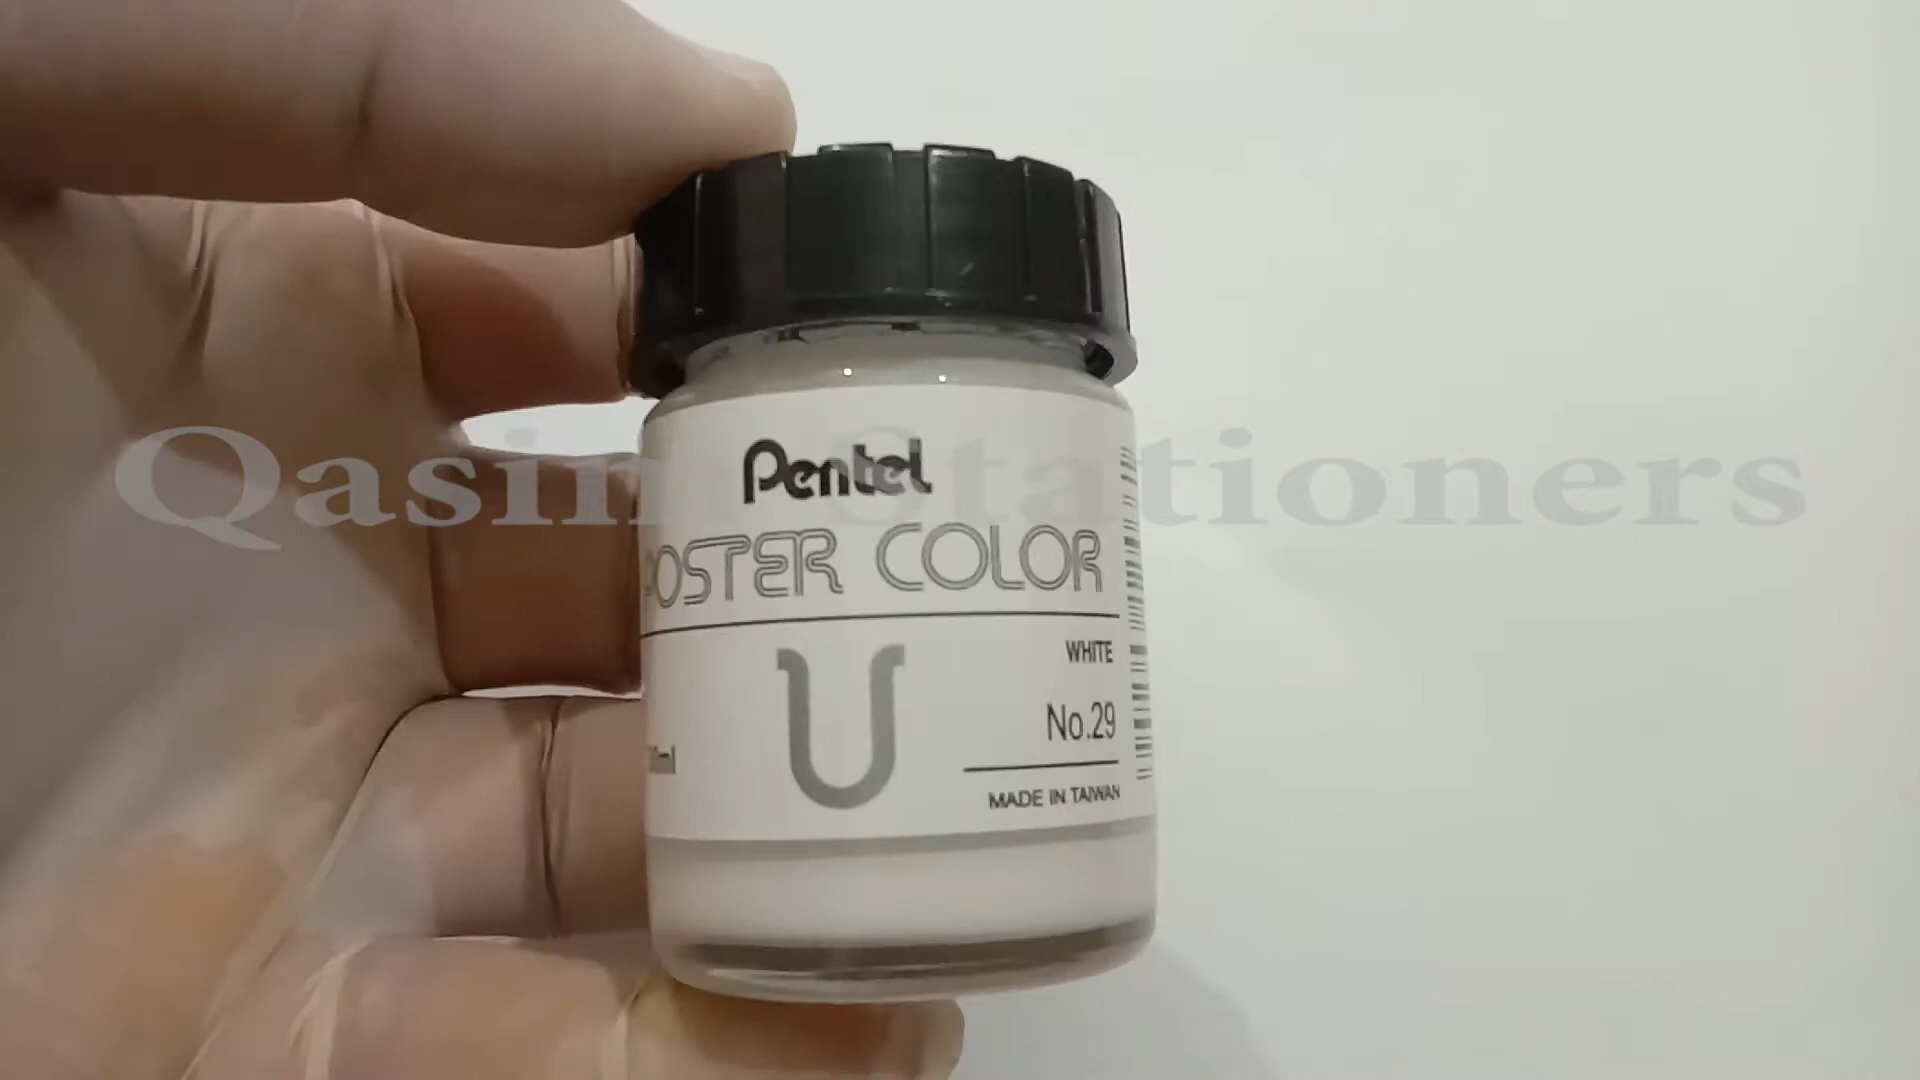 Qasim Stationers
Pentel
POSTER COLOR
WHITE
No.29
MADE IN TAIWAN